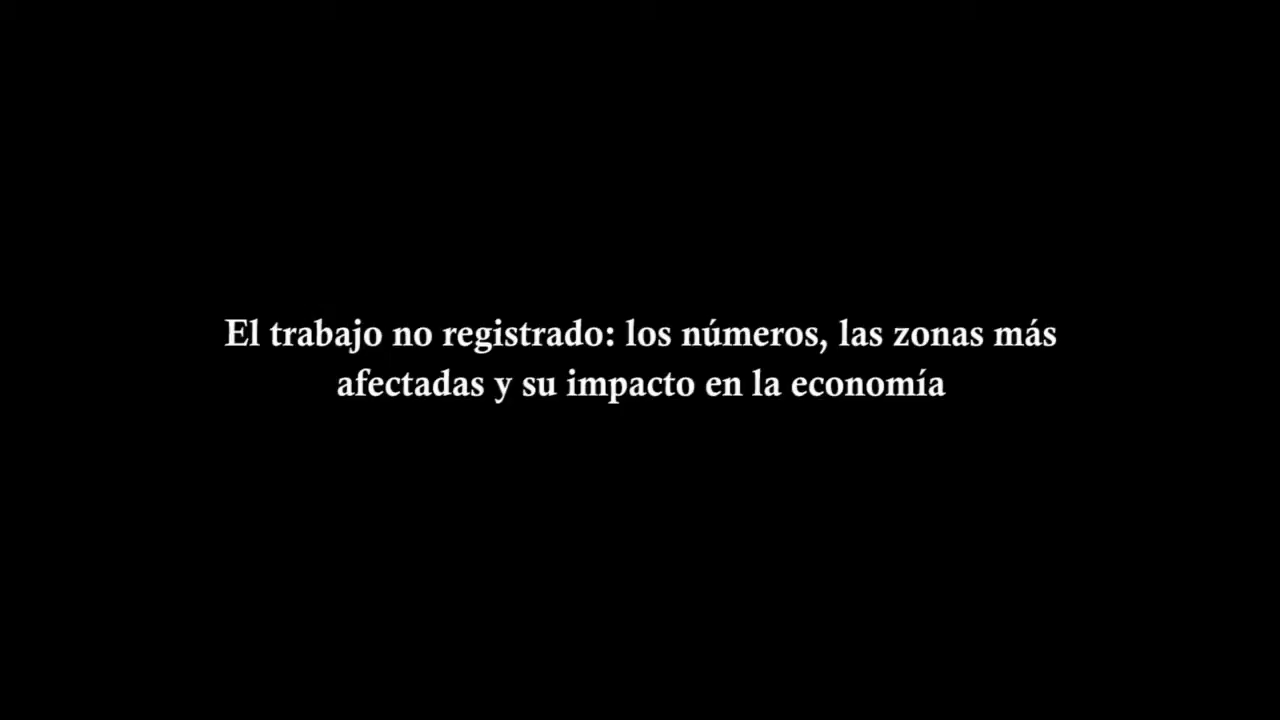 El trabajo no registrado: los números, las zonas más
afectadas y su impacto en la economía